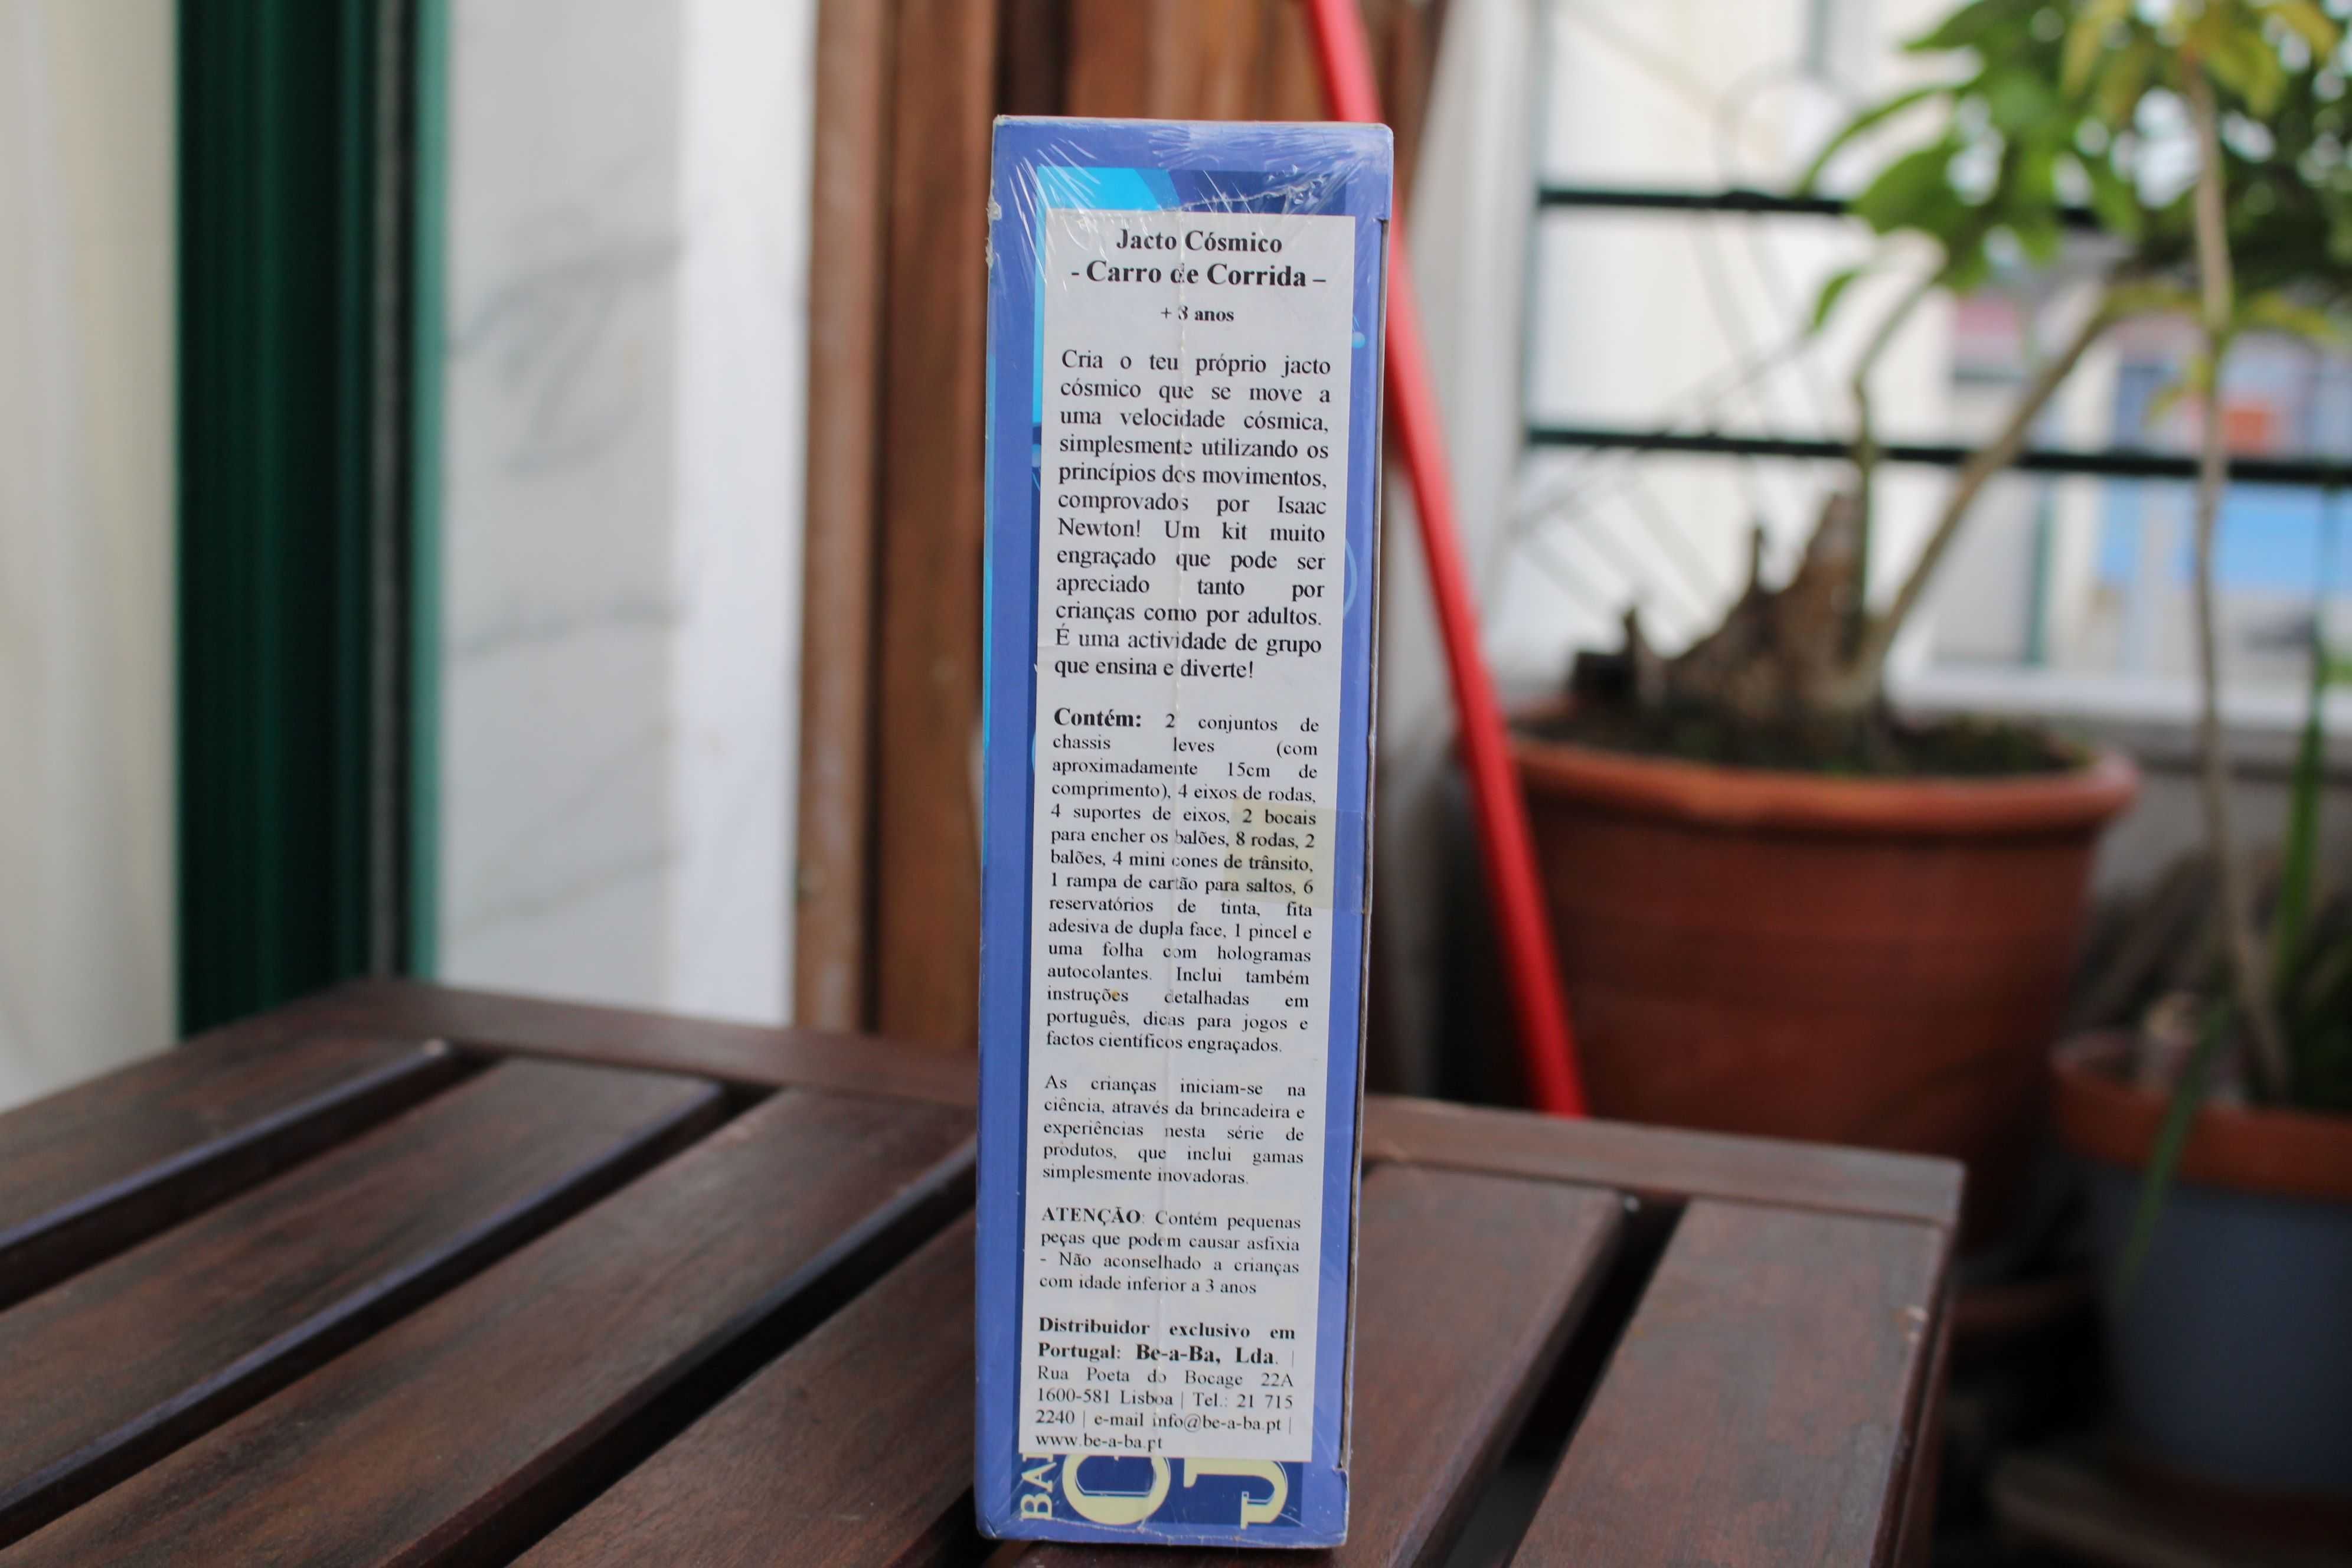 Jacto Cósmico
- Carro de Corrida –
+ 8 anos
Cria o teu próprio jacto
cósmico que se move a
uma velocidade cósmica,
simplesmente utilizando os
princípios dos movimentos,
comprovados por Isaac
Newton! Um kit muito
engraçado que pode ser
apreciado tanto por
crianças como por adultos.
É uma actividade de grupo
que ensina e diverte!
Contém: 2 conjuntos de
chassis leves (com
aproximadamente 15cm de
comprimento), 4 eixos de rodas,
4 suportes de eixos, 2 bocais
para encher os balões, 8 rodas, 2
balões, 4 mini cones de trânsito,
1 rampa de cartão para saltos, 6
reservatórios de tinta, fita
adesiva de dupla face, 1 pincel e
uma folha com hologramas
autocolantes. Inclui também
instruções detalhadas em
português, dicas para jogos e
factos científicos engraçados.
As crianças iniciam-se na
ciência, através da brincadeira e
experiências nesta série de
produtos, que inclui gamas
simplesmente inovadoras.
ATENÇÃO: Contém pequenas
peças que podem causar asfixia
- Não aconselhado a crianças
com idade inferior a 3 anos
Distribuidor exclusivo em
Portugal: Be-a-Ba, Lda. |
Rua Poeta do Bocage 22A
1600-581 Lisboa | Tel.: 21 715
2240 | e-mail info@be-a-ba.pt |
www.be-a-ba.pt